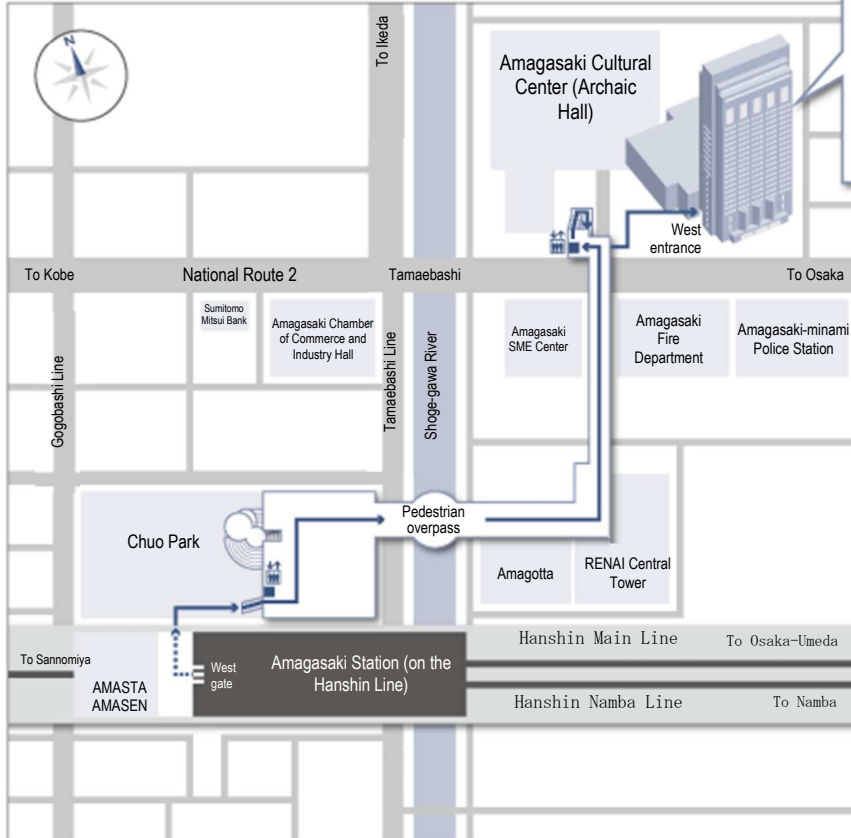 N
To Ikeda
Amagasaki Cultural
Center (Archaic
Hall)
West
entrance
To Kobe
National Route 2
Tamaebashi
To Osaka
Sumitomo
Mitsui Bank
Amagasaki Chamber
of Commerce and
Industry Hall
Amagasaki
SME Center
Amagasaki
Fire
Department
Amagasaki-minami
Police Station
Gogobashi Line
Tamaebashi Line
Shoge-gawa River
Chuo Park
Pedestrian
overpass
Amagotta
RENAI Central
Tower
To Sannomiya
AMASTA
AMASEN
West
gate
Amagasaki Station (on the
Hanshin Line)
Hanshin Main Line
To Osaka-Umeda
Hanshin Namba Line
To Namba